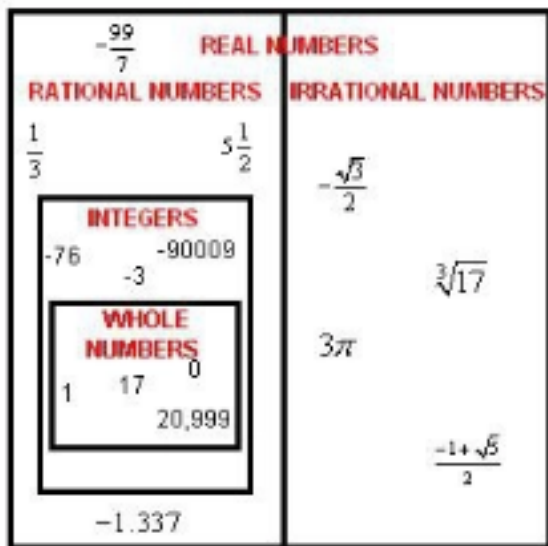 -99/7
REAL NUMBERS
RATIONAL NUMBERS
IRRATIONAL NUMBERS
1/3
5 1/2
-√3/2
INTEGERS
-76
-90009
-3
∛17
WHOLE
NUMBERS
3π
0
1
17
20,999
(-1+√5)/2
-1.337